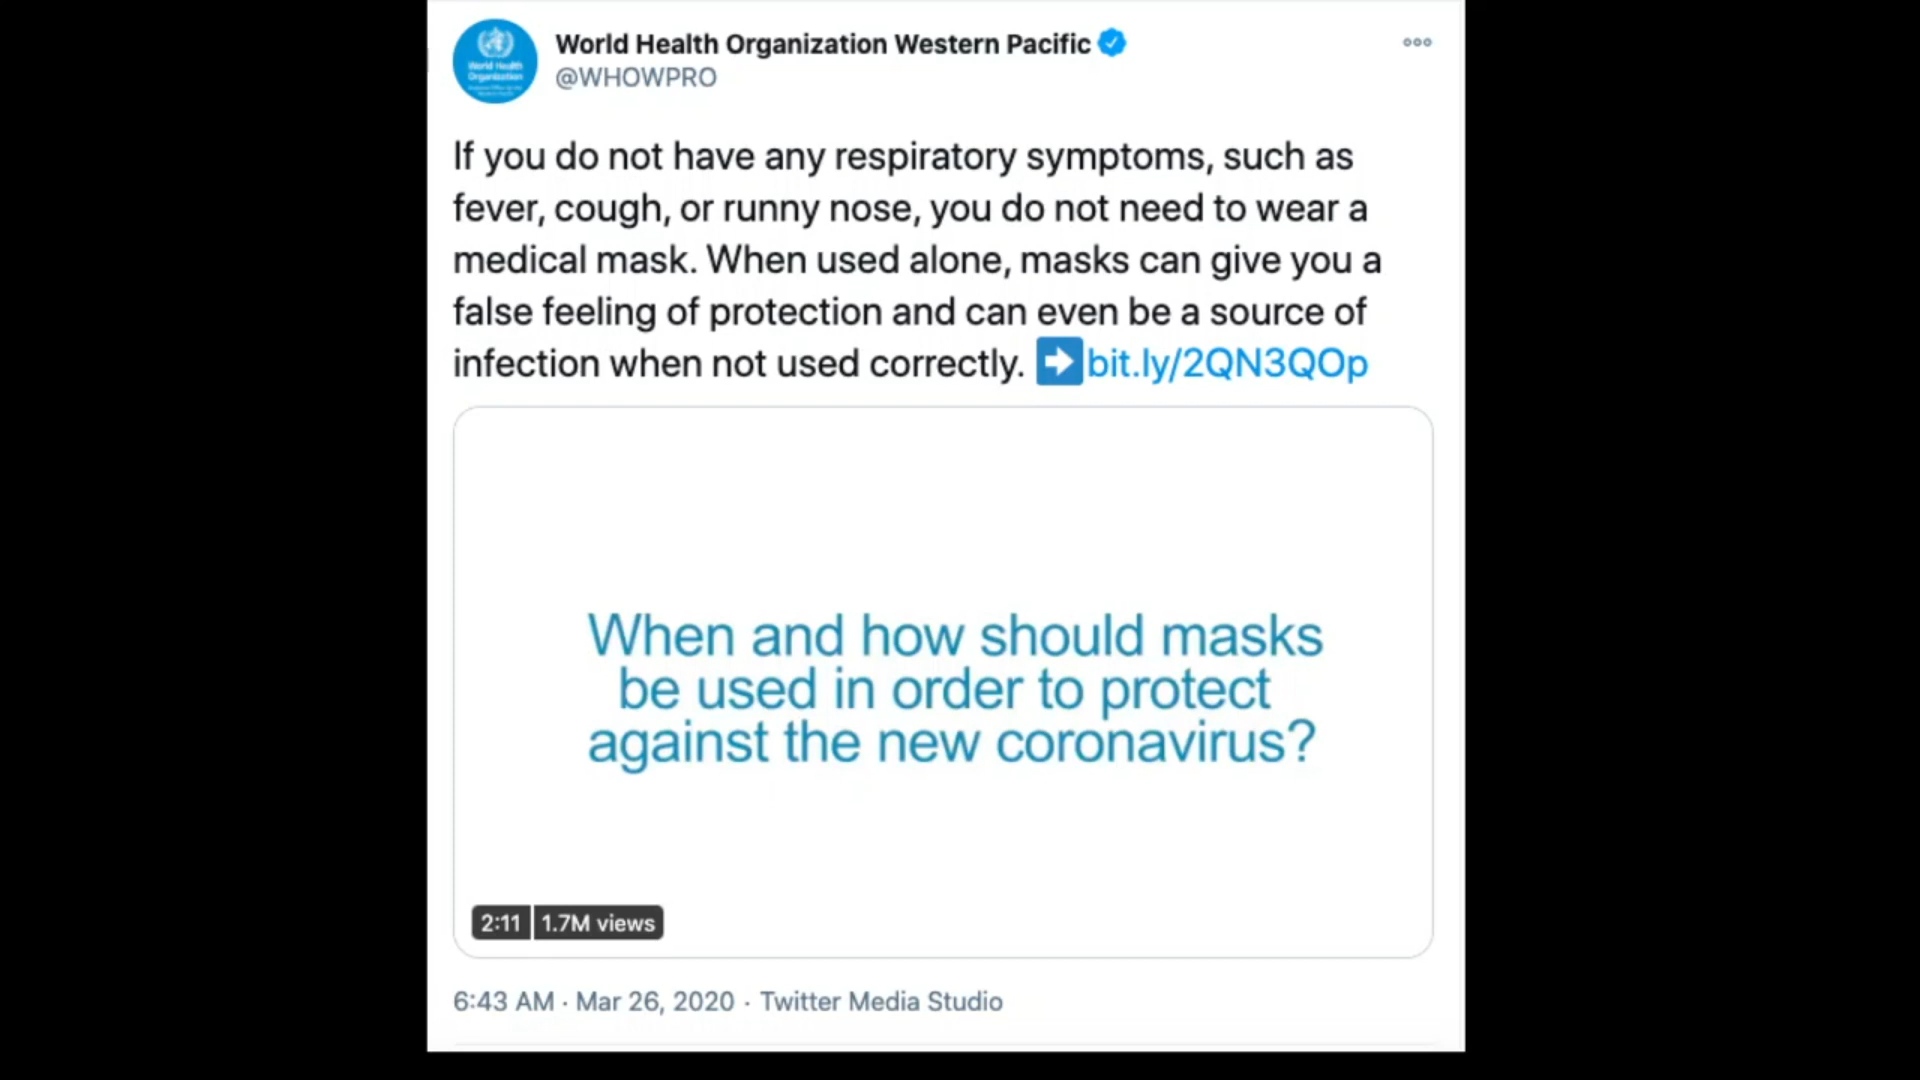 World Health Organization
World Health Organization Western Pacific
@WHOWPRO
If you do not have any respiratory symptoms, such as
fever, cough, or runny nose, you do not need to wear a
medical mask. When used alone, masks can give you a
false feeling of protection and can even be a source of
infection when not used correctly. ➡bit.ly/2QN3QOp
When and how should masks
be used in order to protect
against the new coronavirus?
2:11 1.7M views
6:43 AM · Mar 26, 2020 · Twitter Media Studio